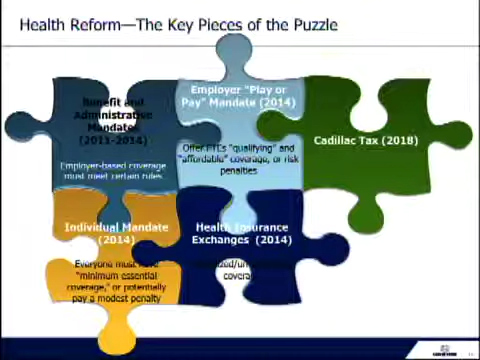 Health Reform—The Key Pieces of the Puzzle
Benefit and
Administrative
Mandates
(2011-2014)
Employer-based coverage
must meet certain rules
Employer "Play or
Pay" Mandate (2014)
Offer FTEs "qualifying" and
"affordable" coverage, or risk
penalties
Cadillac Tax (2018)
Individual Mandate
(2014)
Everyone must
"minimum essential
coverage," or potentially
pay a modest penalty
Health Insurance
Exchanges (2014)